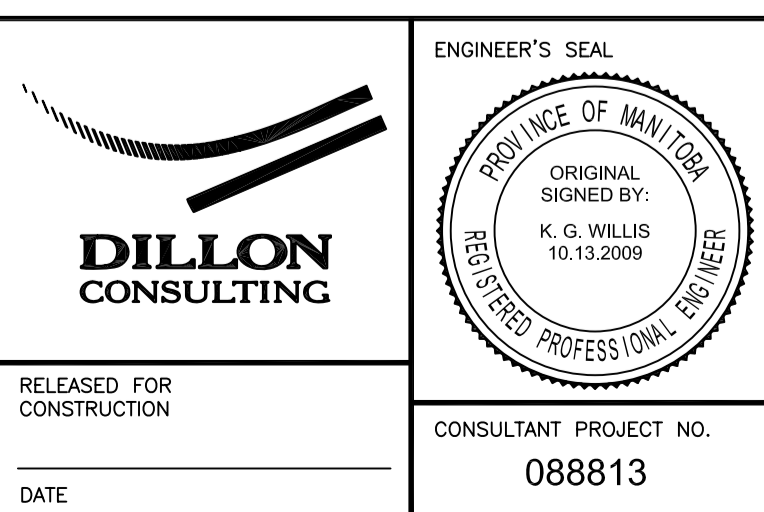 DILLON
CONSULTING
RELEASED FOR
CONSTRUCTION
DATE
ENGINEER'S SEAL
PROVINCE OF MANITOBA
ORIGINAL
SIGNED BY:
K. G. WILLIS
10.13.2009
REGISTERED PROFESSIONAL ENGINEER
CONSULTANT PROJECT NO.
088813